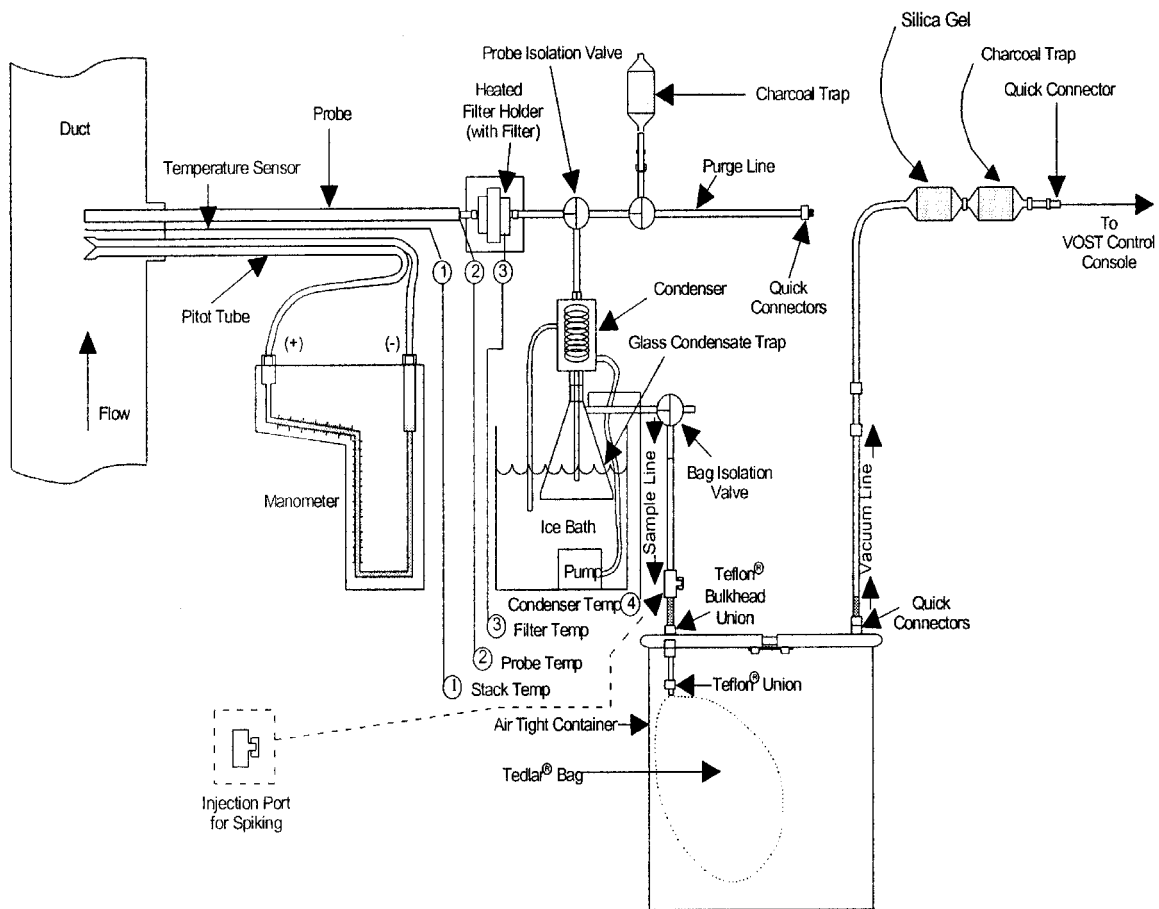 Silica Gel
Probe Isolation Valve
Charcoal Trap
Heated
Filter Holder
(with Filter)
Quick Connector
Charcoal Trap
Probe
Duct
Temperature Sensor
Purge Line
To
VOST Control
Console
1
2
3
Condenser
Quick
Connectors
Pitot Tube
(+)
(-)
Glass Condensate Trap
Flow
Bag Isolation
Valve
Manometer
Sample Line
Vacuum Line
Ice Bath
Pump
Teflon®
Bulkhead
Union
Condenser Temp 4
Quick
Connectors
3 Filter Temp
2 Probe Temp
1 Stack Temp
Teflon® Union
Air Tight Container
Tedlar® Bag
Injection Port
for Spiking